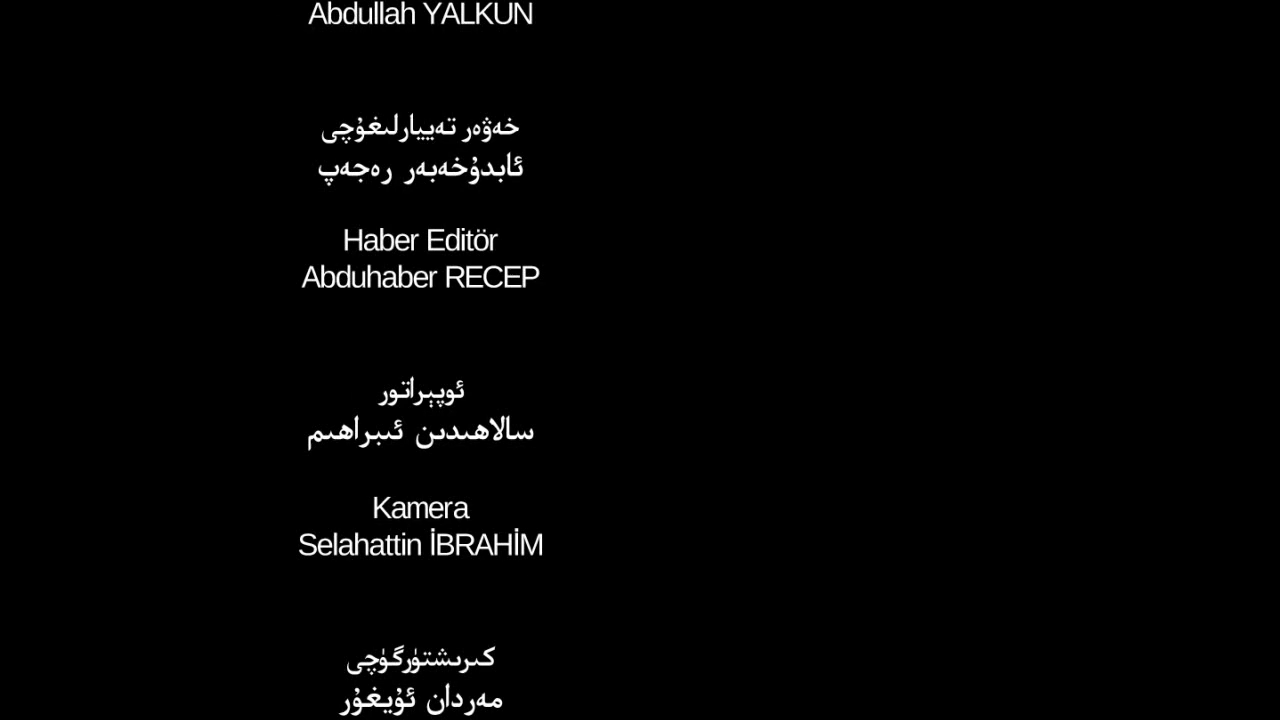 Abdullah YALKUN
خەۋەر تەييارلىغۇچى
ئابدۇخەبەر رەجەپ
Haber Editör
Abduhaber RECEP
ئوپېراتور
سالاھىدىن ئىبراھىم
Kamera
Selahattin İBRAHİM
كىرىشتۈرگۈچى
مەردان ئۇيغۇر